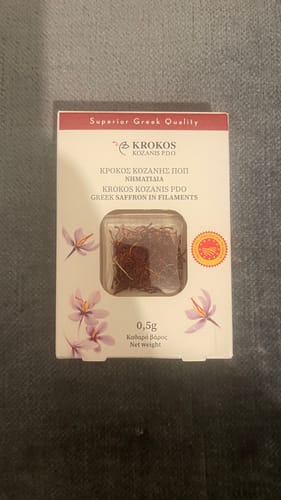 Superior Greek Quality
KROKOS
KOZANIS P.D.O
ΚΡΟΚΟΣ ΚΟΖΑΝΗΣ ΠΟΠ
ΝΗΜΑΤΙΔΙΑ
KROKOS KOZANIS PDO
GREEK SAFFRON IN FILAMENTS
0,5g
Καθαρό βάρος
Net weight